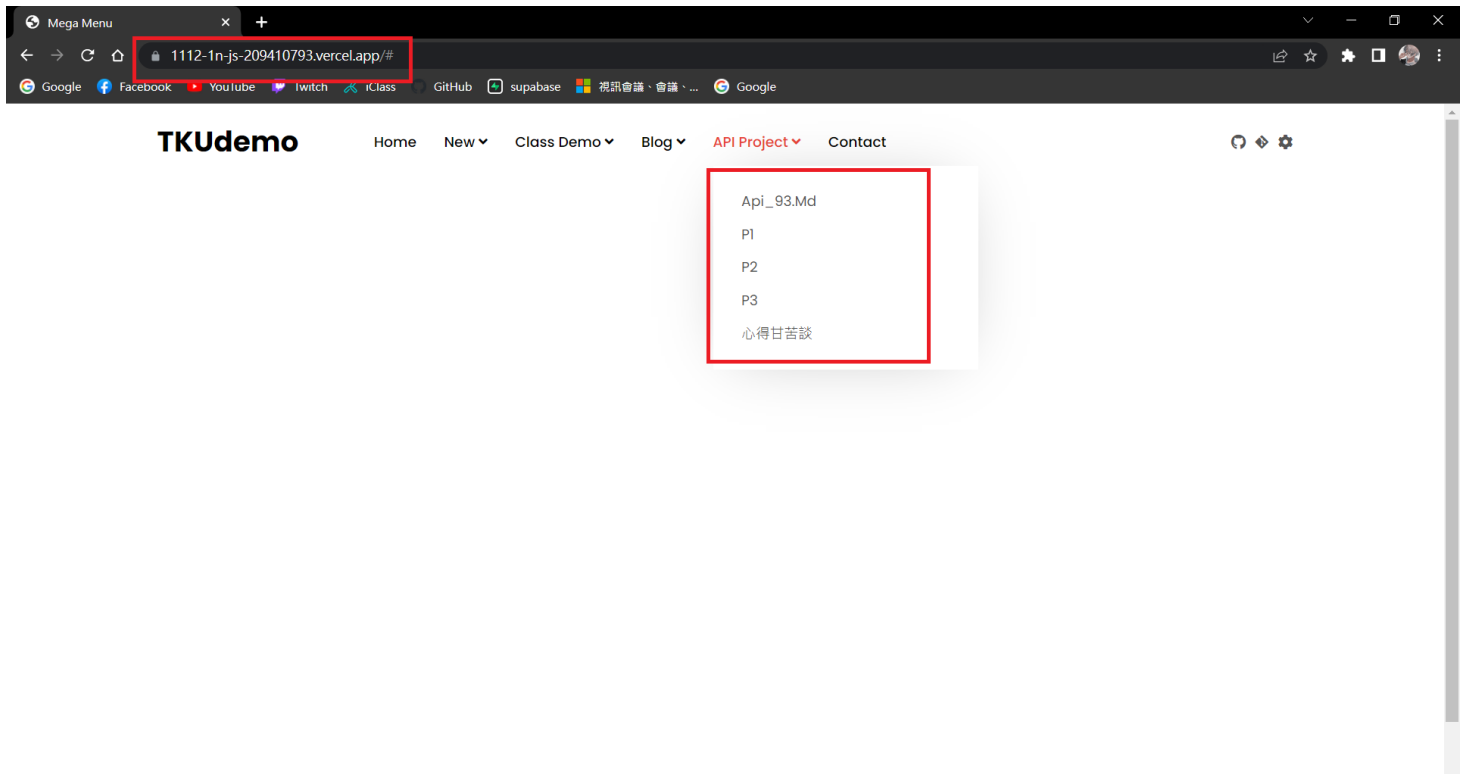 Mega Menu
1112-1n-js-209410793.vercel.app/#
Google Facebook YouTube Twitch iClass GitHub supabase 視訊會議、會議、... Google
TKUdemo Home New Class Demo Blog API Project Contact
Api_93.Md
P1
P2
P3
心得甘苦談